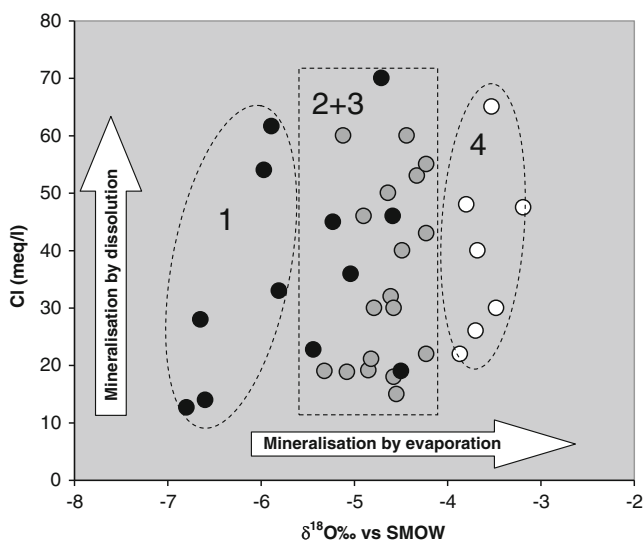 80
70
60
50
40
30
20
10
0
Cl (meq/l)
Mineralisation by dissolution
1
2+3
4
Mineralisation by evaporation
-8 -7 -6 -5 -4 -3 -2
δ¹⁸O‰ vs SMOW